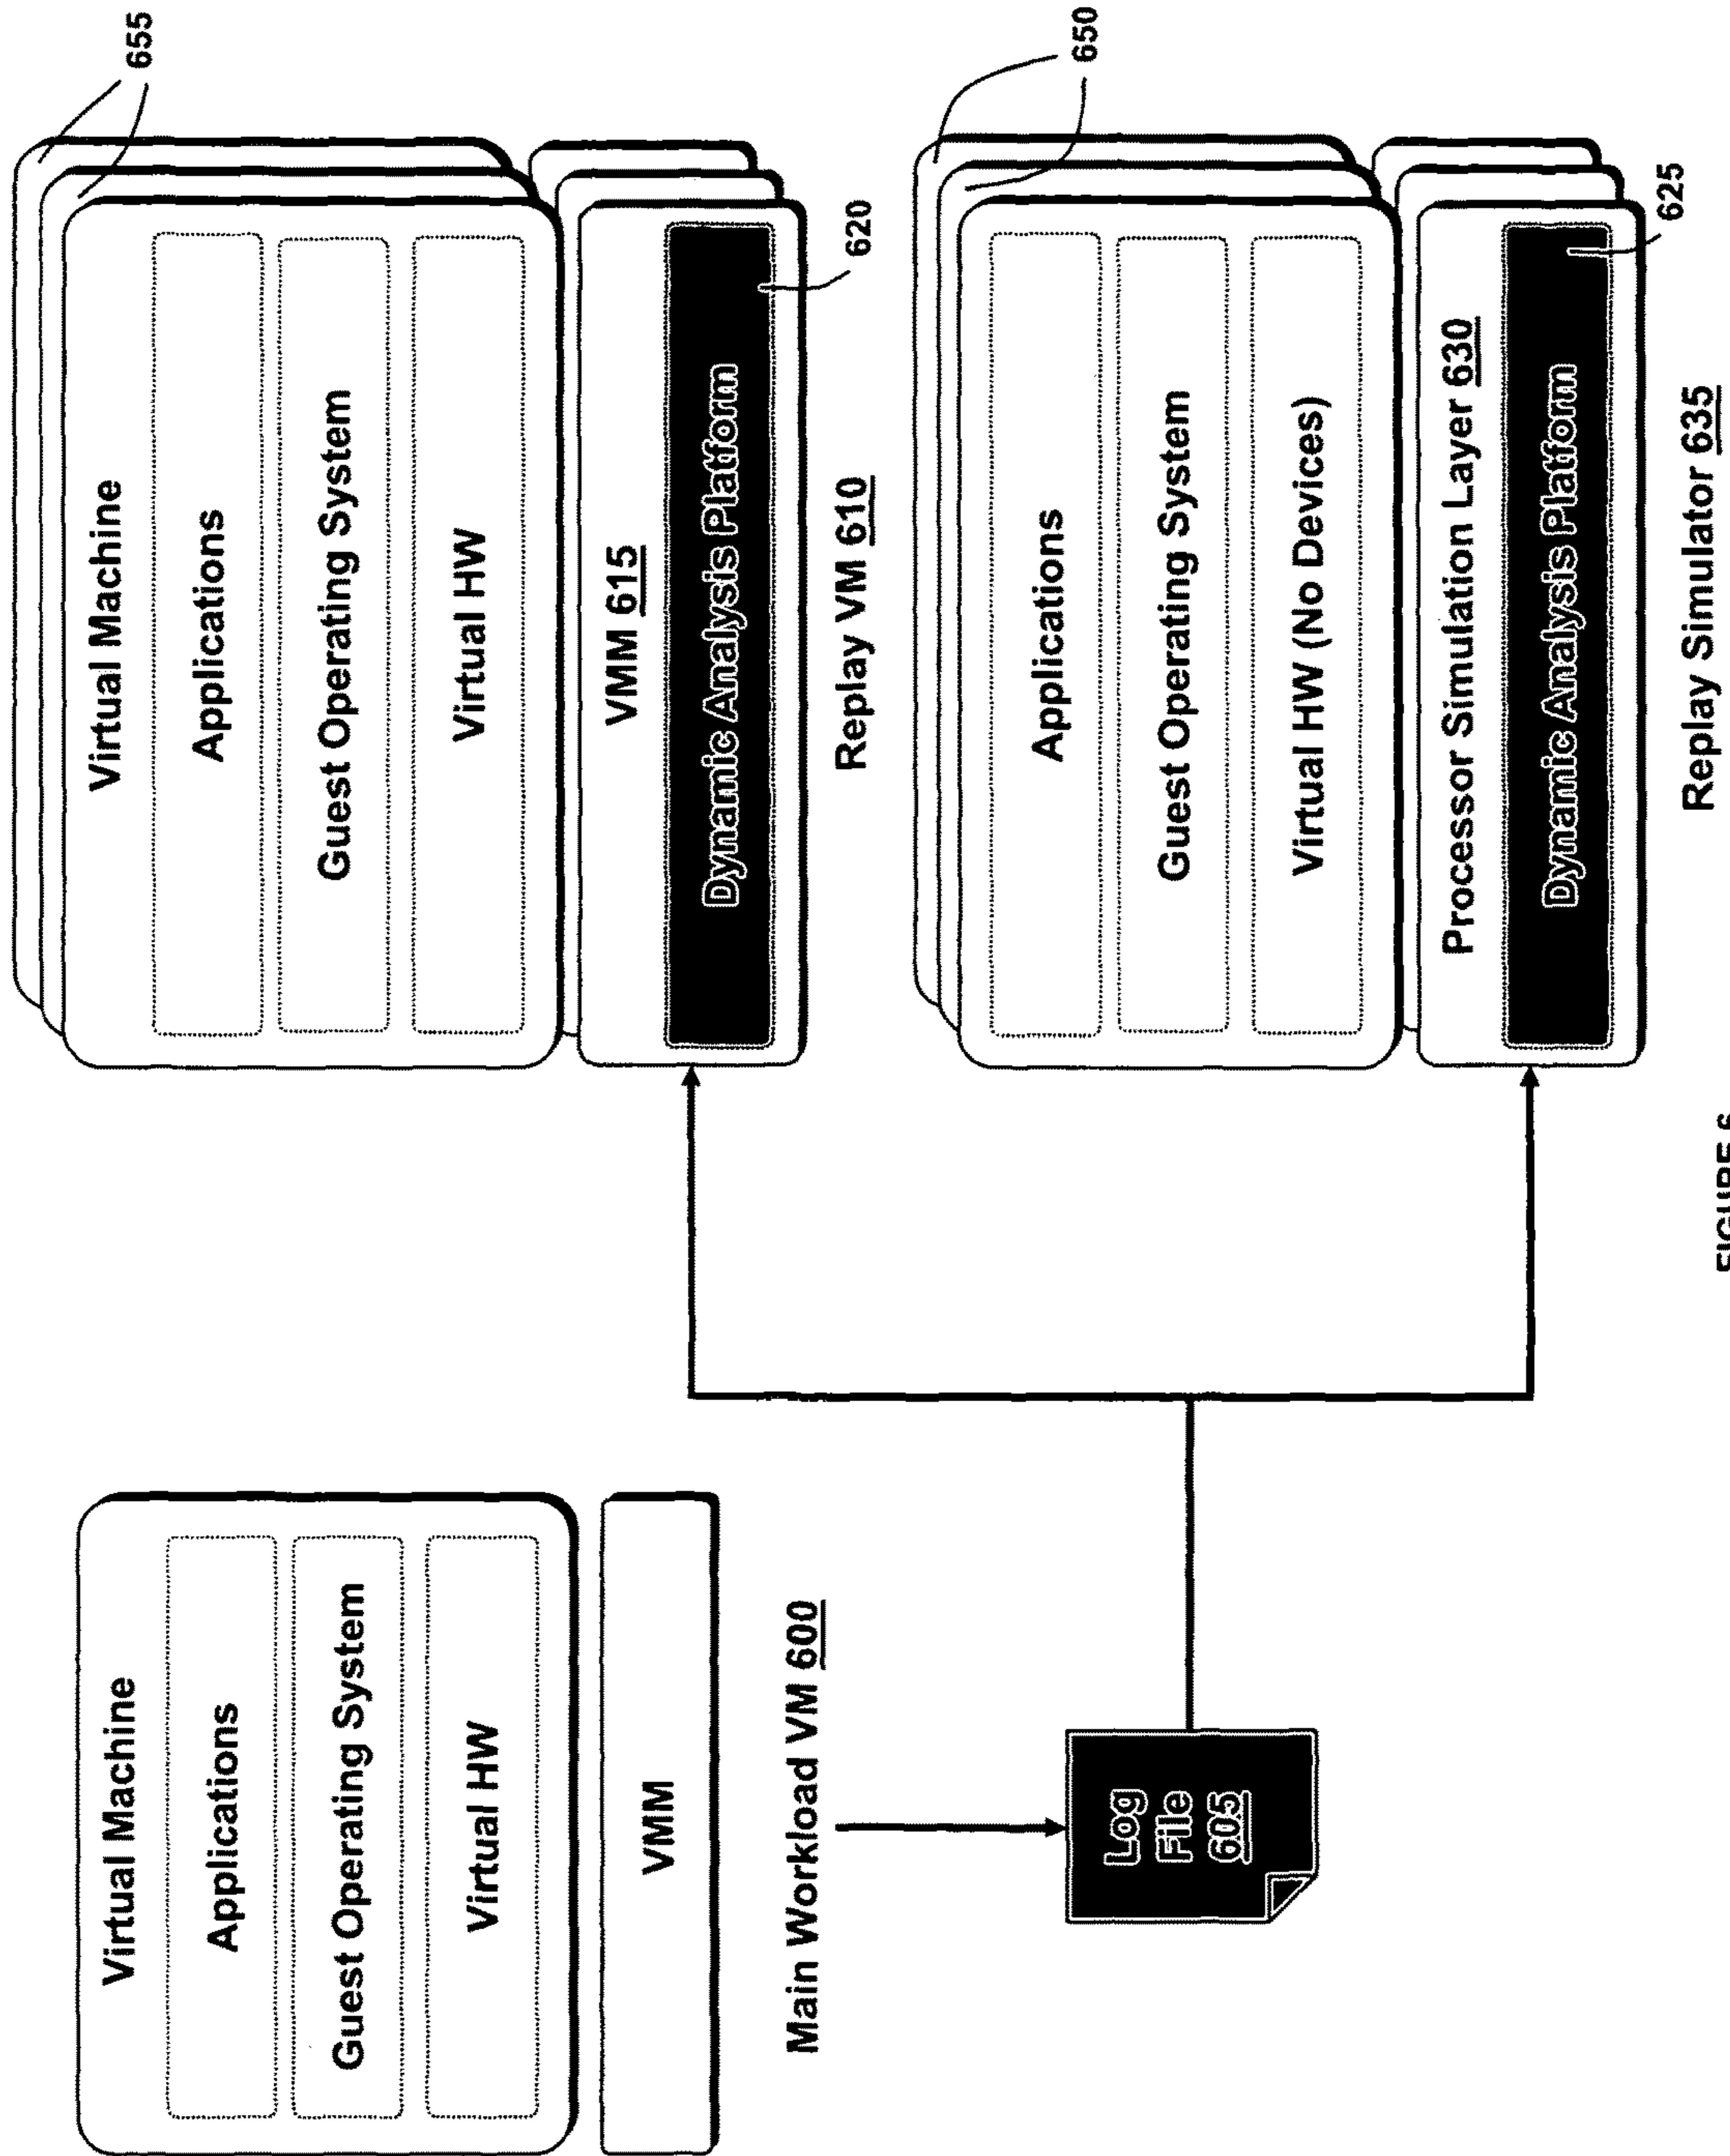 Virtual Machine
Applications
Guest Operating System
Virtual HW
VMM
Main Workload VM 600
Log
File
605
655
Virtual Machine
Applications
Guest Operating System
Virtual HW
VMM 615
Dynamic Analysis Platform
620
Replay VM 610
650
Applications
Guest Operating System
Virtual HW (No Devices)
Processor Simulation Layer 630
Dynamic Analysis Platform
625
Replay Simulator 635
FIGURE 6